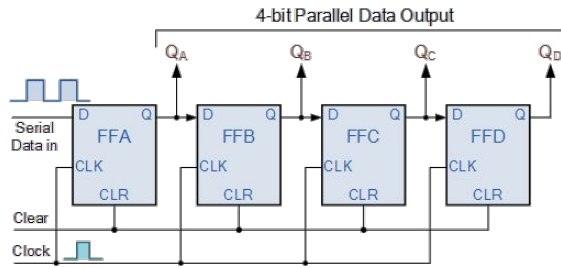 4-bit Parallel Data Output
QA QB QC QD
D Q D Q D Q D Q
Serial
Data in
FFA FFB FFC FFD
CLK CLK CLK CLK
CLR CLR CLR CLR
Clear
Clock